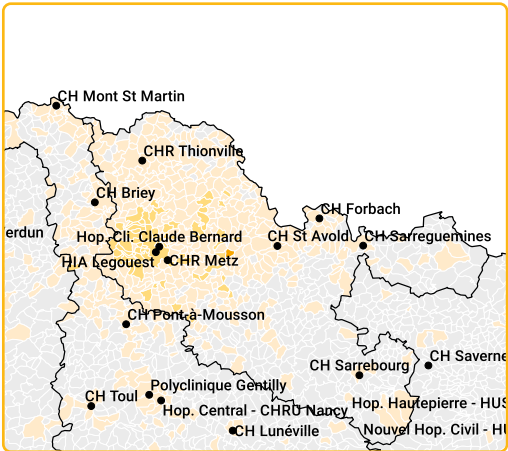 CH Mont St Martin
CHR Thionville
CH Briey
CH Forbach
erdun
Hop. Cli. Claude Bernard
CH St Avold
CH Sarreguemines
HIA Legouest
CHR Metz
CH Pont-à-Mousson
CH Saverne
CH Sarrebourg
Polyclinique Gentilly
CH Toul
Hop. Central - CHRU Nancy
Hop. Hautepierre - HUS
CH Lunéville
Nouvel Hop. Civil - HU